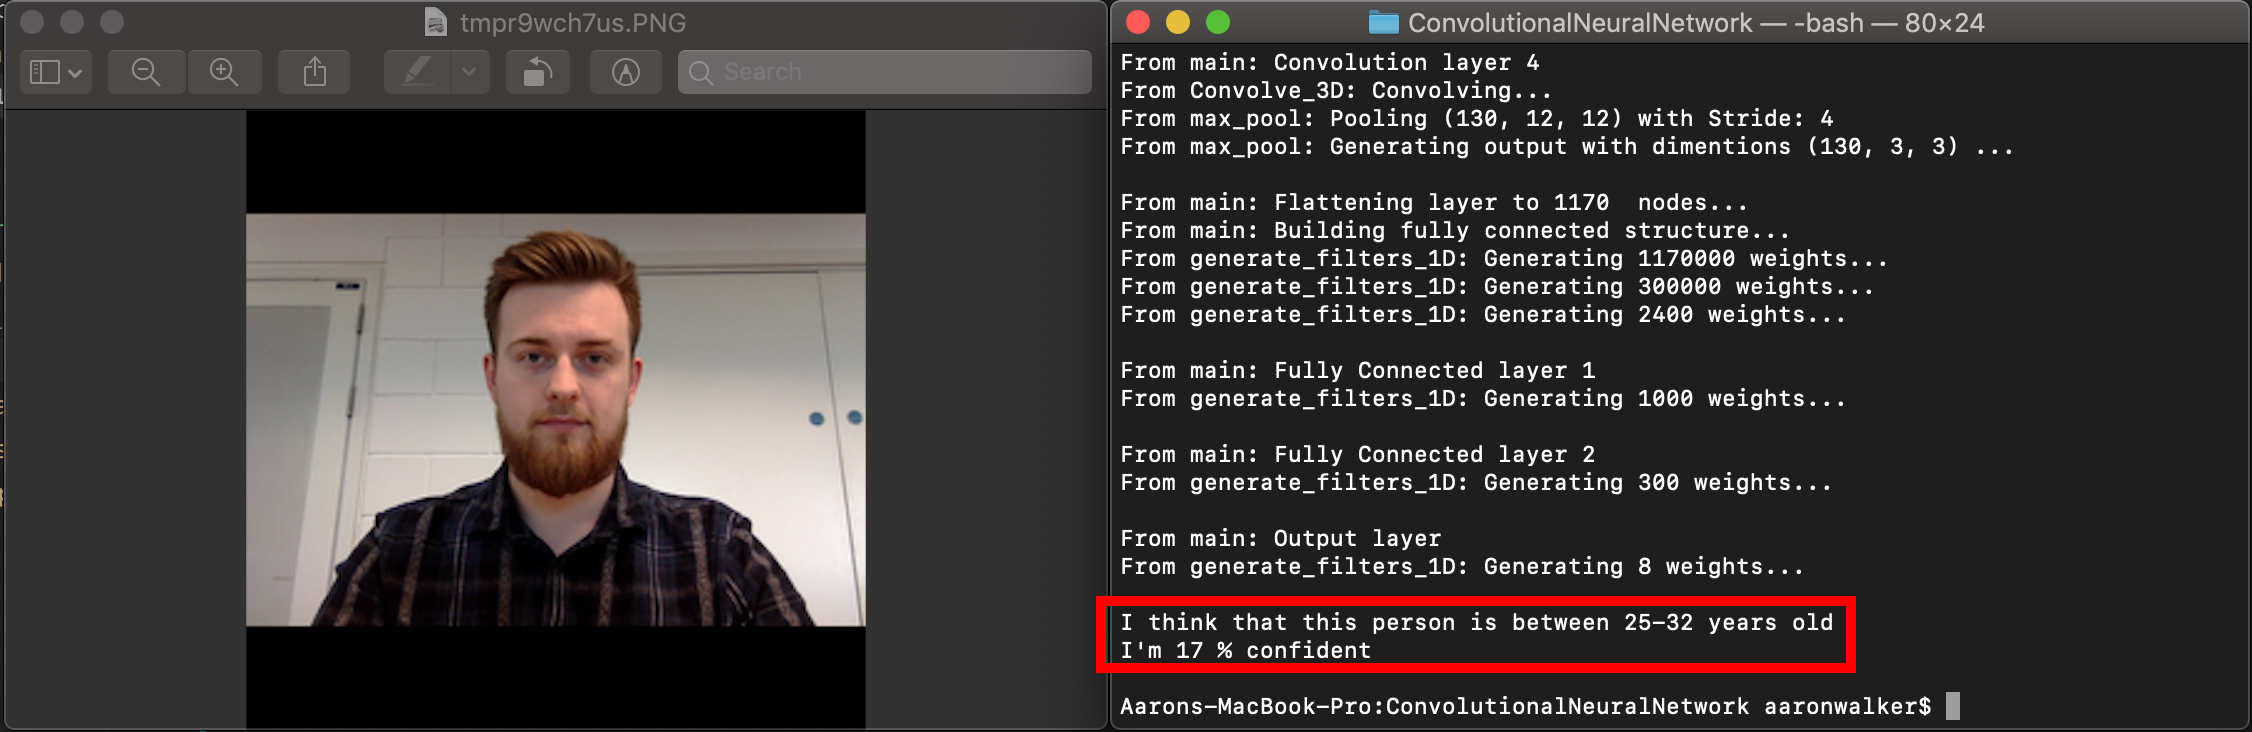 tmpr9wch7us.PNG
Search
ConvolutionalNeuralNetwork — -bash — 80×24
From main: Convolution layer 4
From Convolve_3D: Convolving...
From max_pool: Pooling (130, 12, 12) with Stride: 4
From max_pool: Generating output with dimentions (130, 3, 3) ...
From main: Flattening layer to 1170  nodes...
From main: Building fully connected structure...
From generate_filters_1D: Generating 1170000 weights...
From generate_filters_1D: Generating 300000 weights...
From generate_filters_1D: Generating 2400 weights...
From main: Fully Connected layer 1
From generate_filters_1D: Generating 1000 weights...
From main: Fully Connected layer 2
From generate_filters_1D: Generating 300 weights...
From main: Output layer
From generate_filters_1D: Generating 8 weights...
I think that this person is between 25-32 years old
I'm 17 % confident
Aarons-MacBook-Pro:ConvolutionalNeuralNetwork aaronwalker$